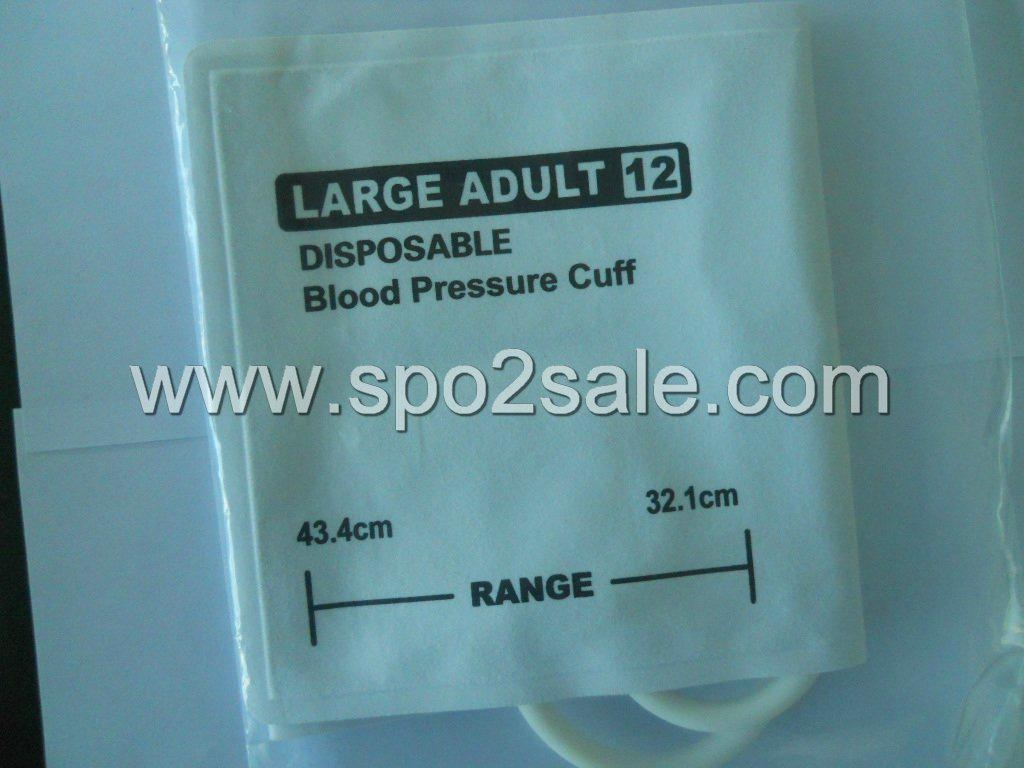 LARGE ADULT 12
DISPOSABLE
Blood Pressure Cuff
www.spo2sale.com
43.4cm 32.1cm
RANGE